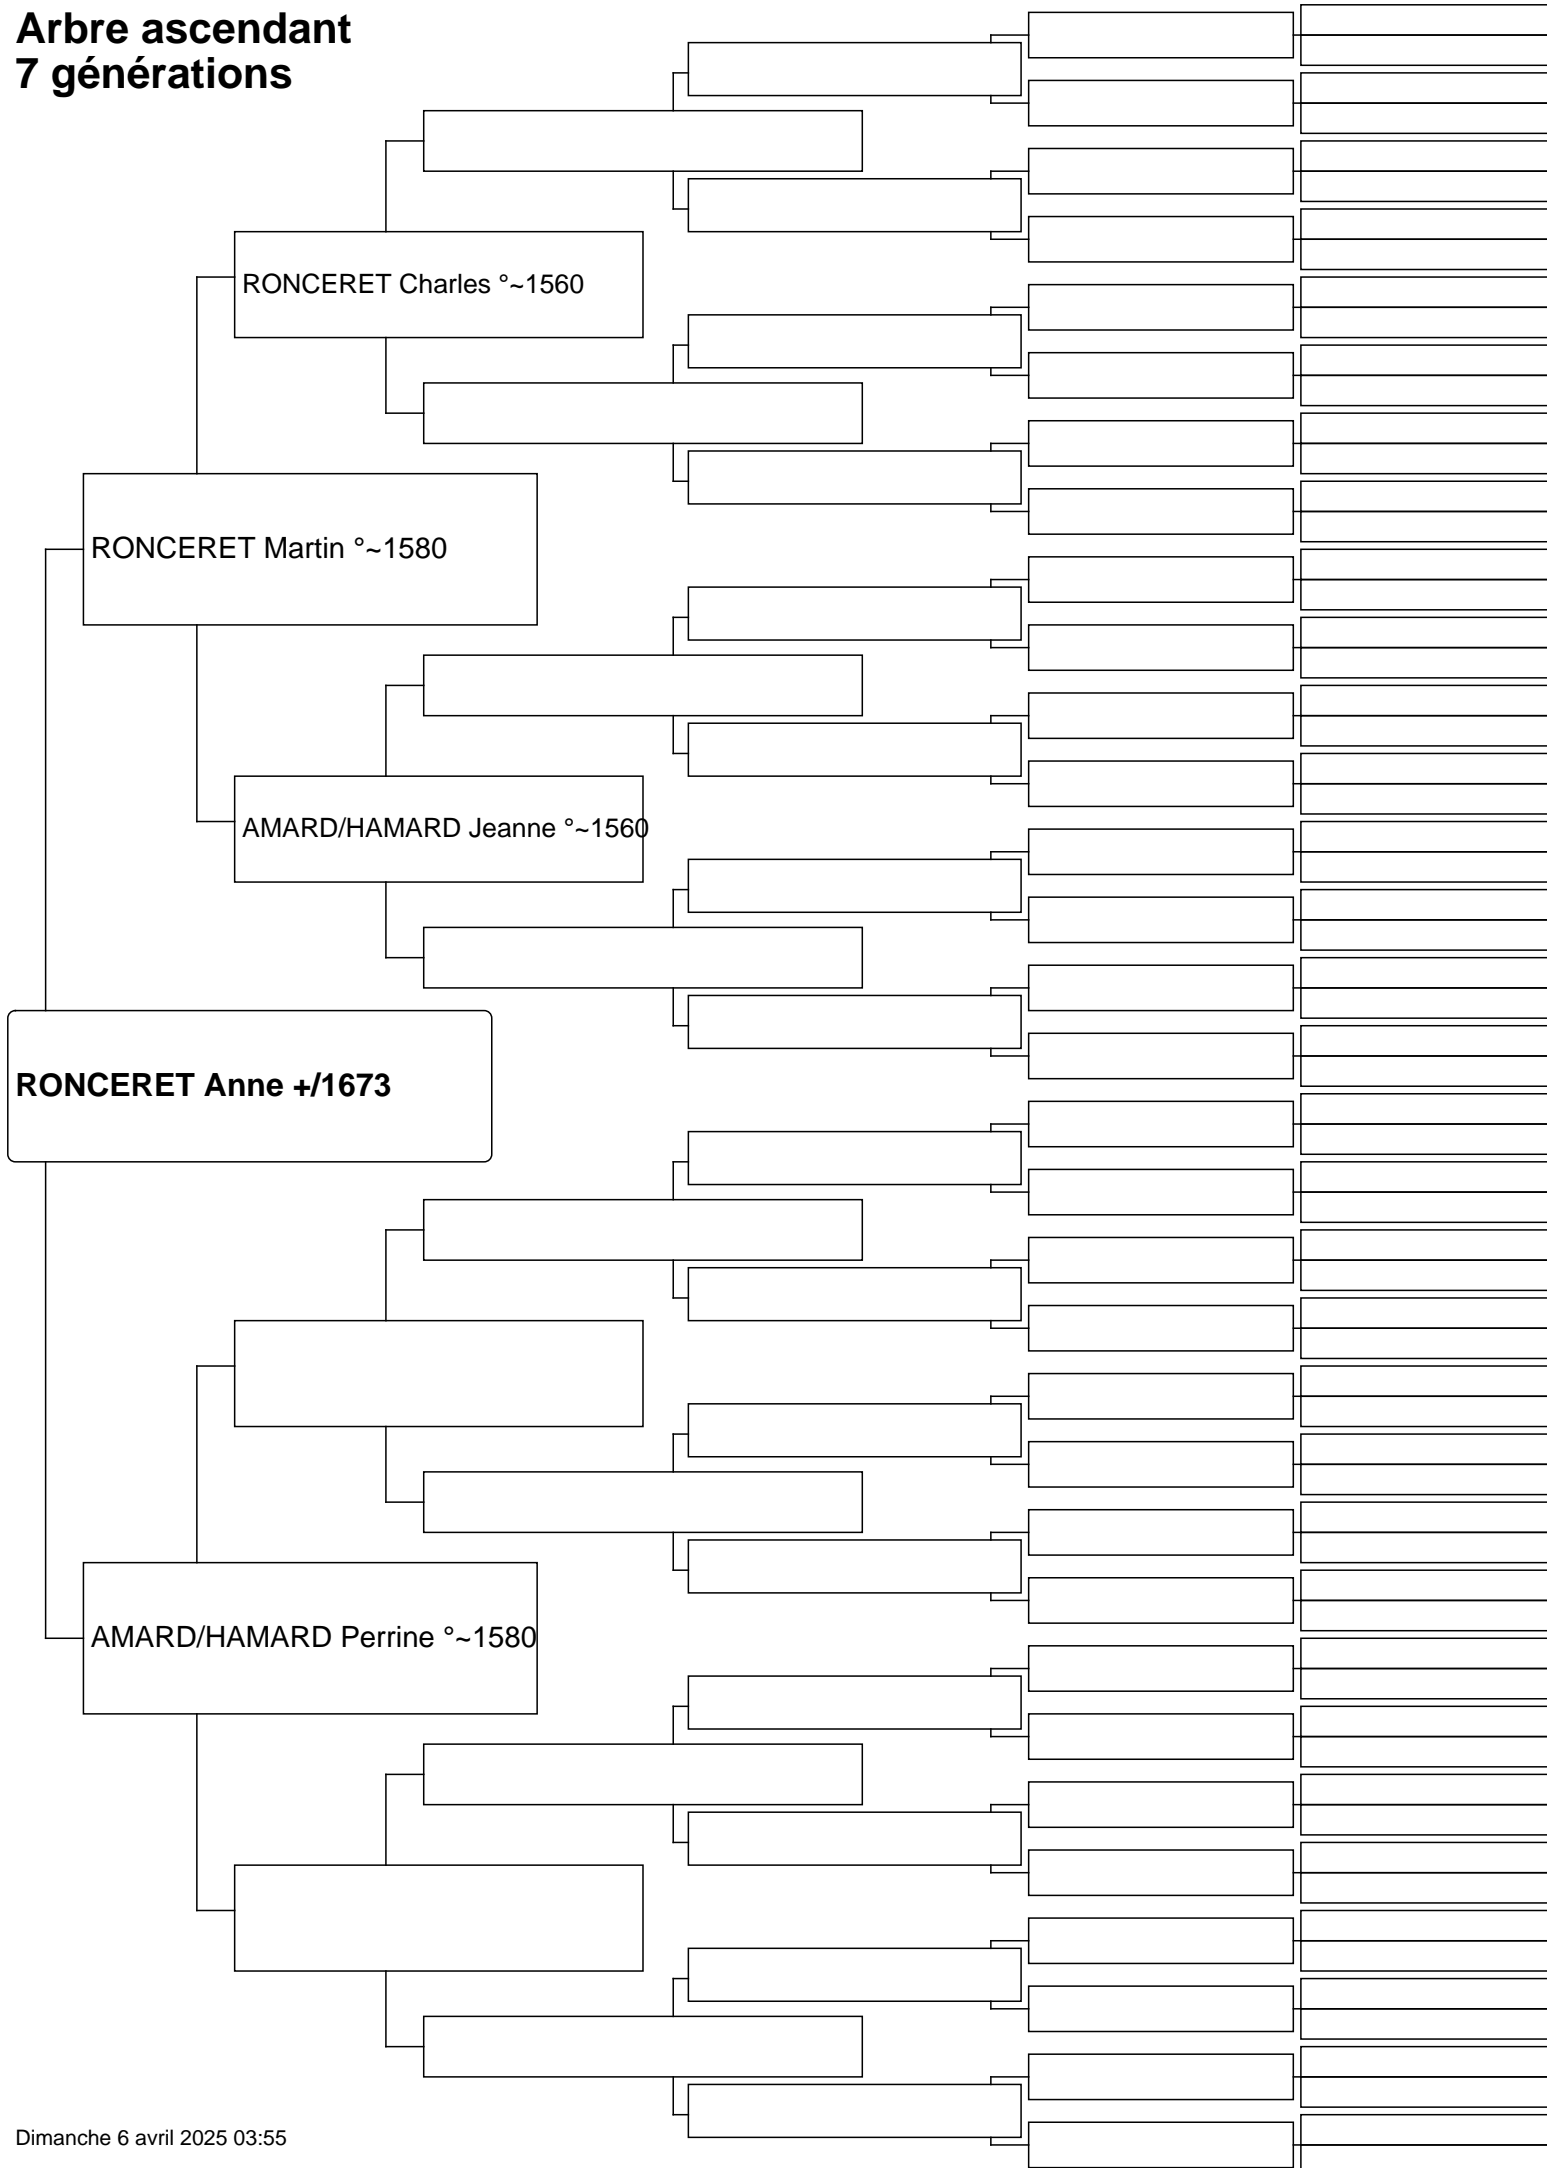 Arbre ascendant
7 générations
RONCERET Charles °~1560
RONCERET Martin °~1580
AMARD/HAMARD Jeanne °~1560
RONCERET Anne +/1673
AMARD/HAMARD Perrine °~1580
Dimanche 6 avril 2025 03:55